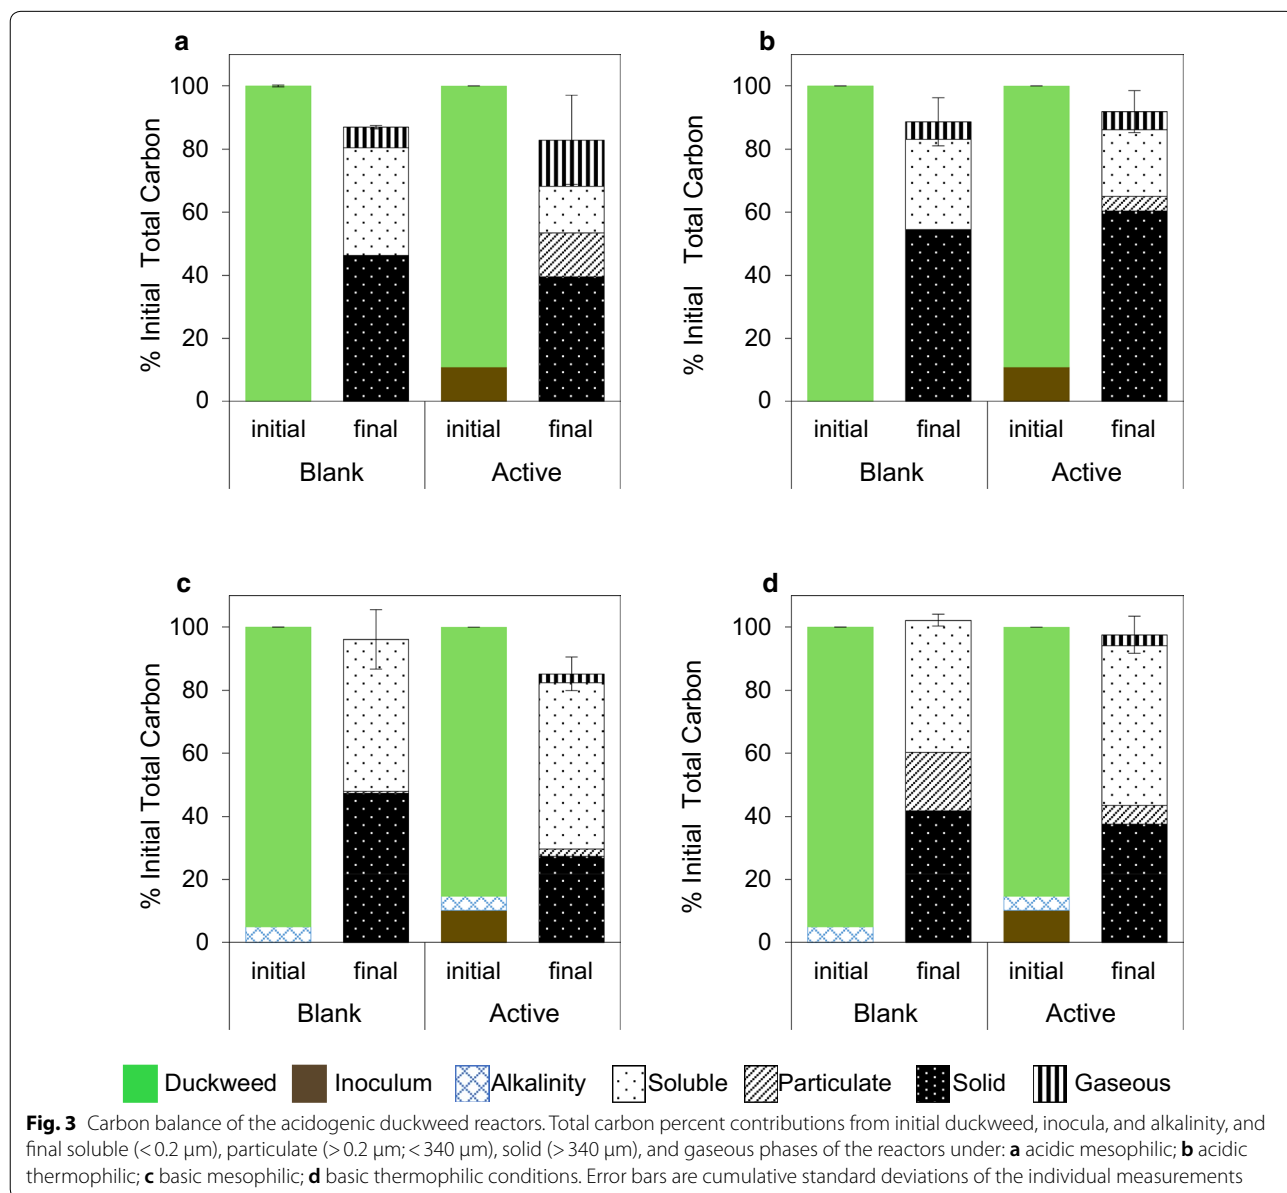 a
% Initial Total Carbon
100
80
60
40
20
0
initial final initial final
Blank Active
b
% Initial Total Carbon
100
80
60
40
20
0
initial final initial final
Blank Active
c
% Initial Total Carbon
100
80
60
40
20
0
initial final initial final
Blank Active
d
% Initial Total Carbon
100
80
60
40
20
0
initial final initial final
Blank Active
Duckweed Inoculum Alkalinity Soluble Particulate Solid Gaseous
Fig. 3 Carbon balance of the acidogenic duckweed reactors. Total carbon percent contributions from initial duckweed, inocula, and alkalinity, and
final soluble (< 0.2 µm), particulate (> 0.2 µm; < 340 µm), solid (> 340 µm), and gaseous phases of the reactors under: a acidic mesophilic; b acidic
thermophilic; c basic mesophilic; d basic thermophilic conditions. Error bars are cumulative standard deviations of the individual measurements